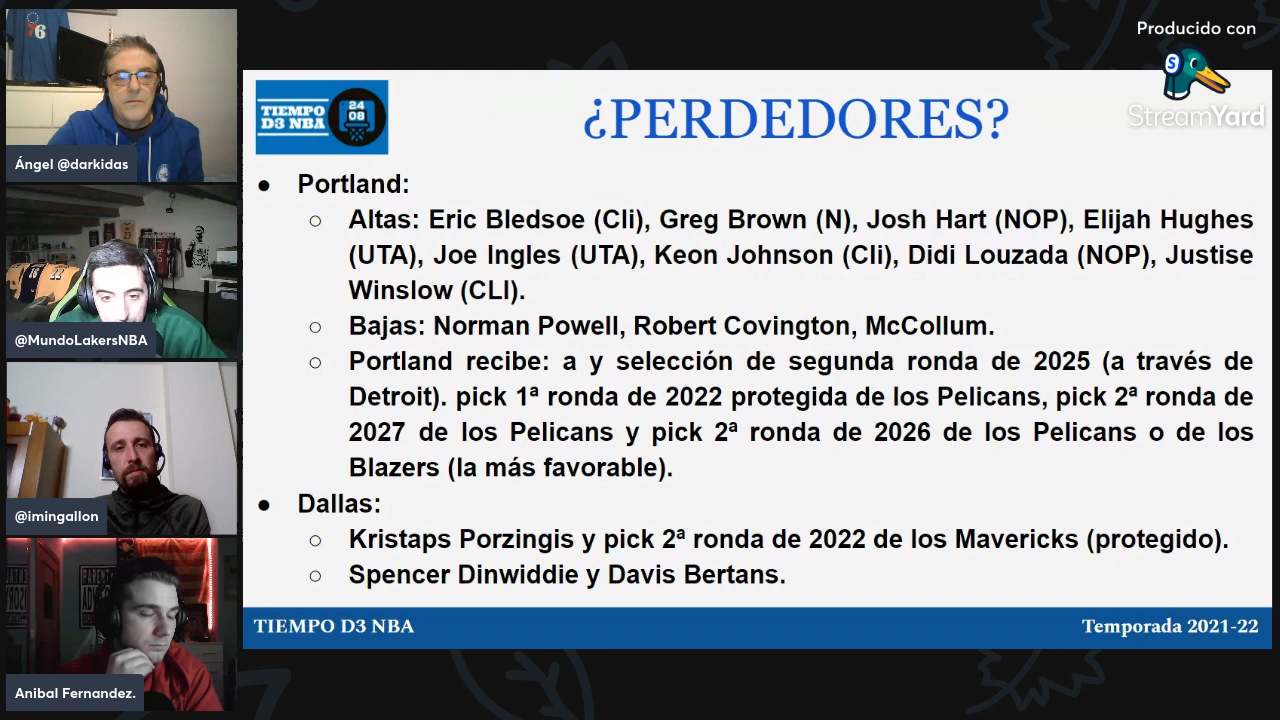 76
Ángel @darkidas
@MundoLakersNBA
@imingallon
Anibal Fernandez.
Producido con
StreamYard
TIEMPO
D3 NBA
24
08
¿PERDEDORES?
● Portland:
○ Altas: Eric Bledsoe (Cli), Greg Brown (N), Josh Hart (NOP), Elijah Hughes
(UTA), Joe Ingles (UTA), Keon Johnson (Cli), Didi Louzada (NOP), Justise
Winslow (CLI).
○ Bajas: Norman Powell, Robert Covington, McCollum.
○ Portland recibe: a y selección de segunda ronda de 2025 (a través de
Detroit). pick 1ª ronda de 2022 protegida de los Pelicans, pick 2ª ronda de
2027 de los Pelicans y pick 2ª ronda de 2026 de los Pelicans o de los
Blazers (la más favorable).
● Dallas:
○ Kristaps Porzingis y pick 2ª ronda de 2022 de los Mavericks (protegido).
○ Spencer Dinwiddie y Davis Bertans.
TIEMPO D3 NBA
Temporada 2021-22